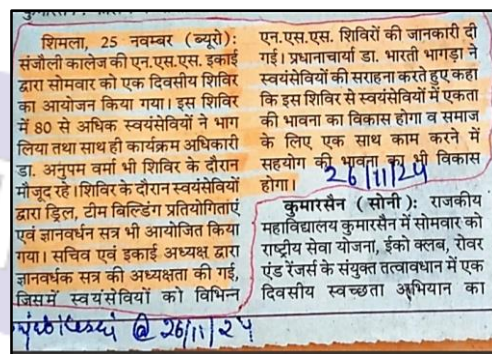 शिमला, 25 नवम्बर (ब्यूरो):
संजौली कालेज की एन.एस.एस. इकाई
द्वारा सोमवार को एक दिवसीय शिविर
का आयोजन किया गया। इस शिविर
में 80 से अधिक स्वयंसेवियों ने भाग
लिया तथा साथ ही कार्यक्रम अधिकारी
डा. अनुपम वर्मा भी शिविर के दौरान
मौजूद रहे। शिविर के दौरान स्वयंसेवियों
द्वारा ड्रिल, टीम बिल्डिंग प्रतियोगिताएं
एवं ज्ञानवर्धन सत्र भी आयोजित किया
गया। सचिव एवं इकाई अध्यक्ष द्वारा
ज्ञानवर्धक सत्र की अध्यक्षता की गई,
जिसमें स्वयंसेवियों को विभिन्न
@ 26/11/24
एन.एस.एस. शिविरों की जानकारी दी
गई। प्रधानाचार्या डा. भारती भागड़ा ने
स्वयंसेवियों की सराहना करते हुए कहा
कि इस शिविर से स्वयंसेवियों में एकता
की भावना का विकास होगा व समाज
के लिए एक साथ काम करने में
सहयोग की भावना का भी विकास
होगा।
26/11/24
कुमारसैन (सोनी): राजकीय
महाविद्यालय कुमारसैन में सोमवार को
राष्ट्रीय सेवा योजना, ईको क्लब, रोवर
एंड रेंजर्स के संयुक्त तत्वावधान में एक
दिवसीय स्वच्छता अभियान का